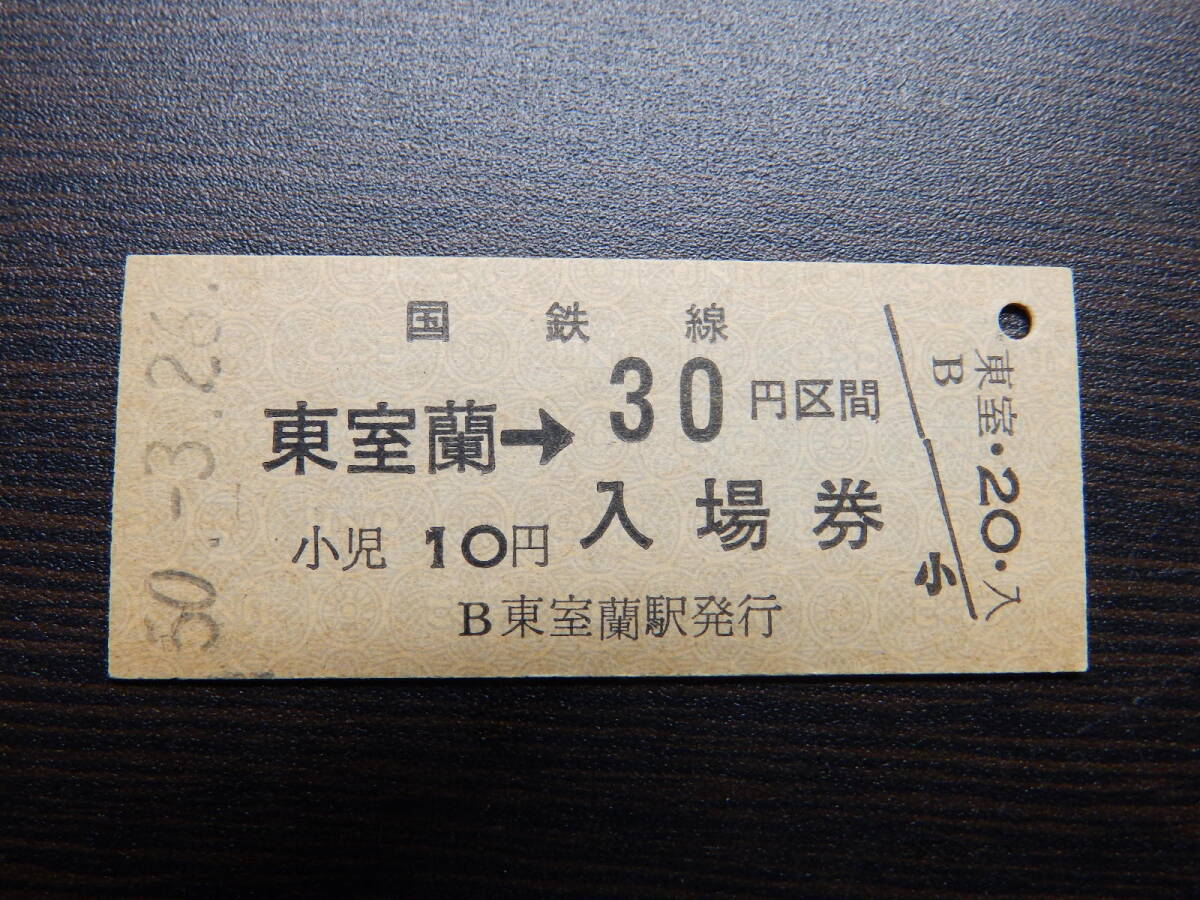 国鉄線
東室蘭→30円区間
小児 10円 入場券
B東室蘭駅発行
50.-3.26.
東室・20・入
B
小